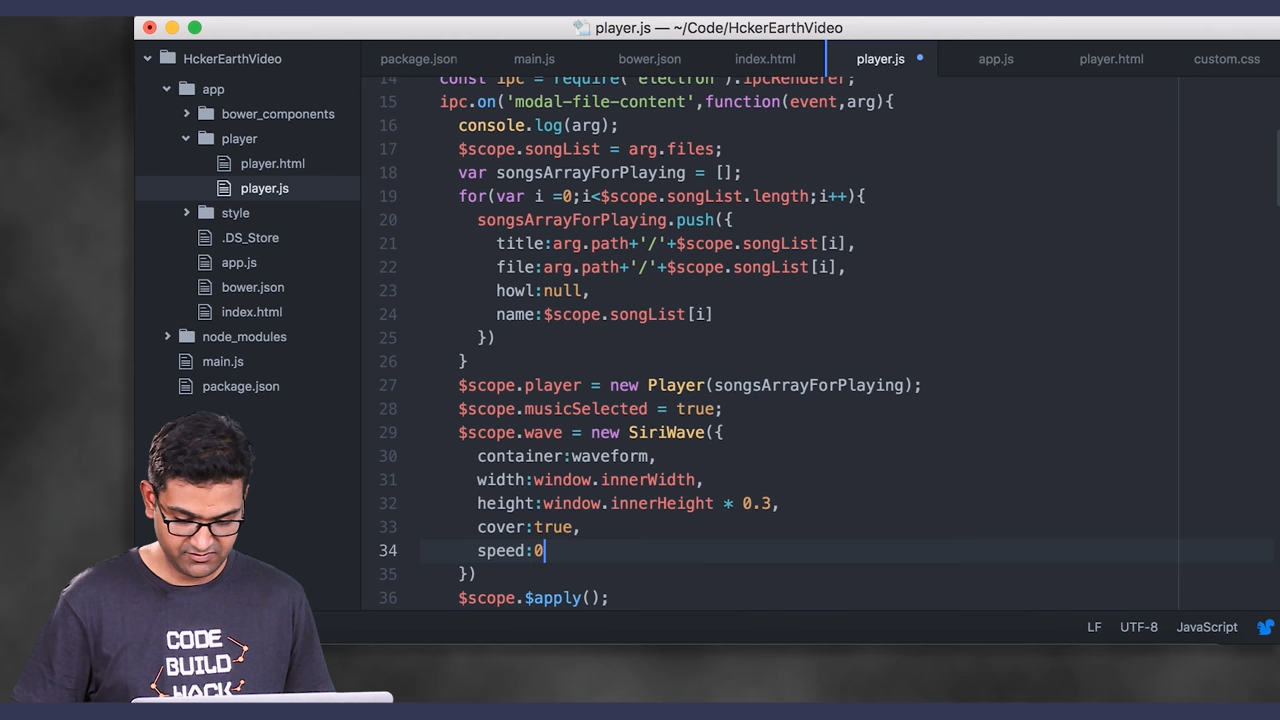 player.js — ~/Code/HckerEarthVideo
HckerEarthVideo
app
bower_components
player
player.html
player.js
style
.DS_Store
app.js
bower.json
index.html
node_modules
main.js
package.json
package.json main.js bower.json index.html player.js app.js player.html custom.css
14 const ipc = require('electron').ipcRenderer;
15 ipc.on('modal-file-content',function(event,arg){
16 console.log(arg);
17 $scope.songList = arg.files;
18 var songsArrayForPlaying = [];
19 for(var i =0;i<$scope.songList.length;i++){
20 songsArrayForPlaying.push({
21 title:arg.path+'/'+$scope.songList[i],
22 file:arg.path+'/'+$scope.songList[i],
23 howl:null,
24 name:$scope.songList[i]
25 })
26 }
27 $scope.player = new Player(songsArrayForPlaying);
28 $scope.musicSelected = true;
29 $scope.wave = new SiriWave({
30 container:waveform,
31 width:window.innerWidth,
32 height:window.innerHeight * 0.3,
33 cover:true,
34 speed:0
35 })
36 $scope.$apply();
LF UTF-8 JavaScript
CODE
BUILD
HACK